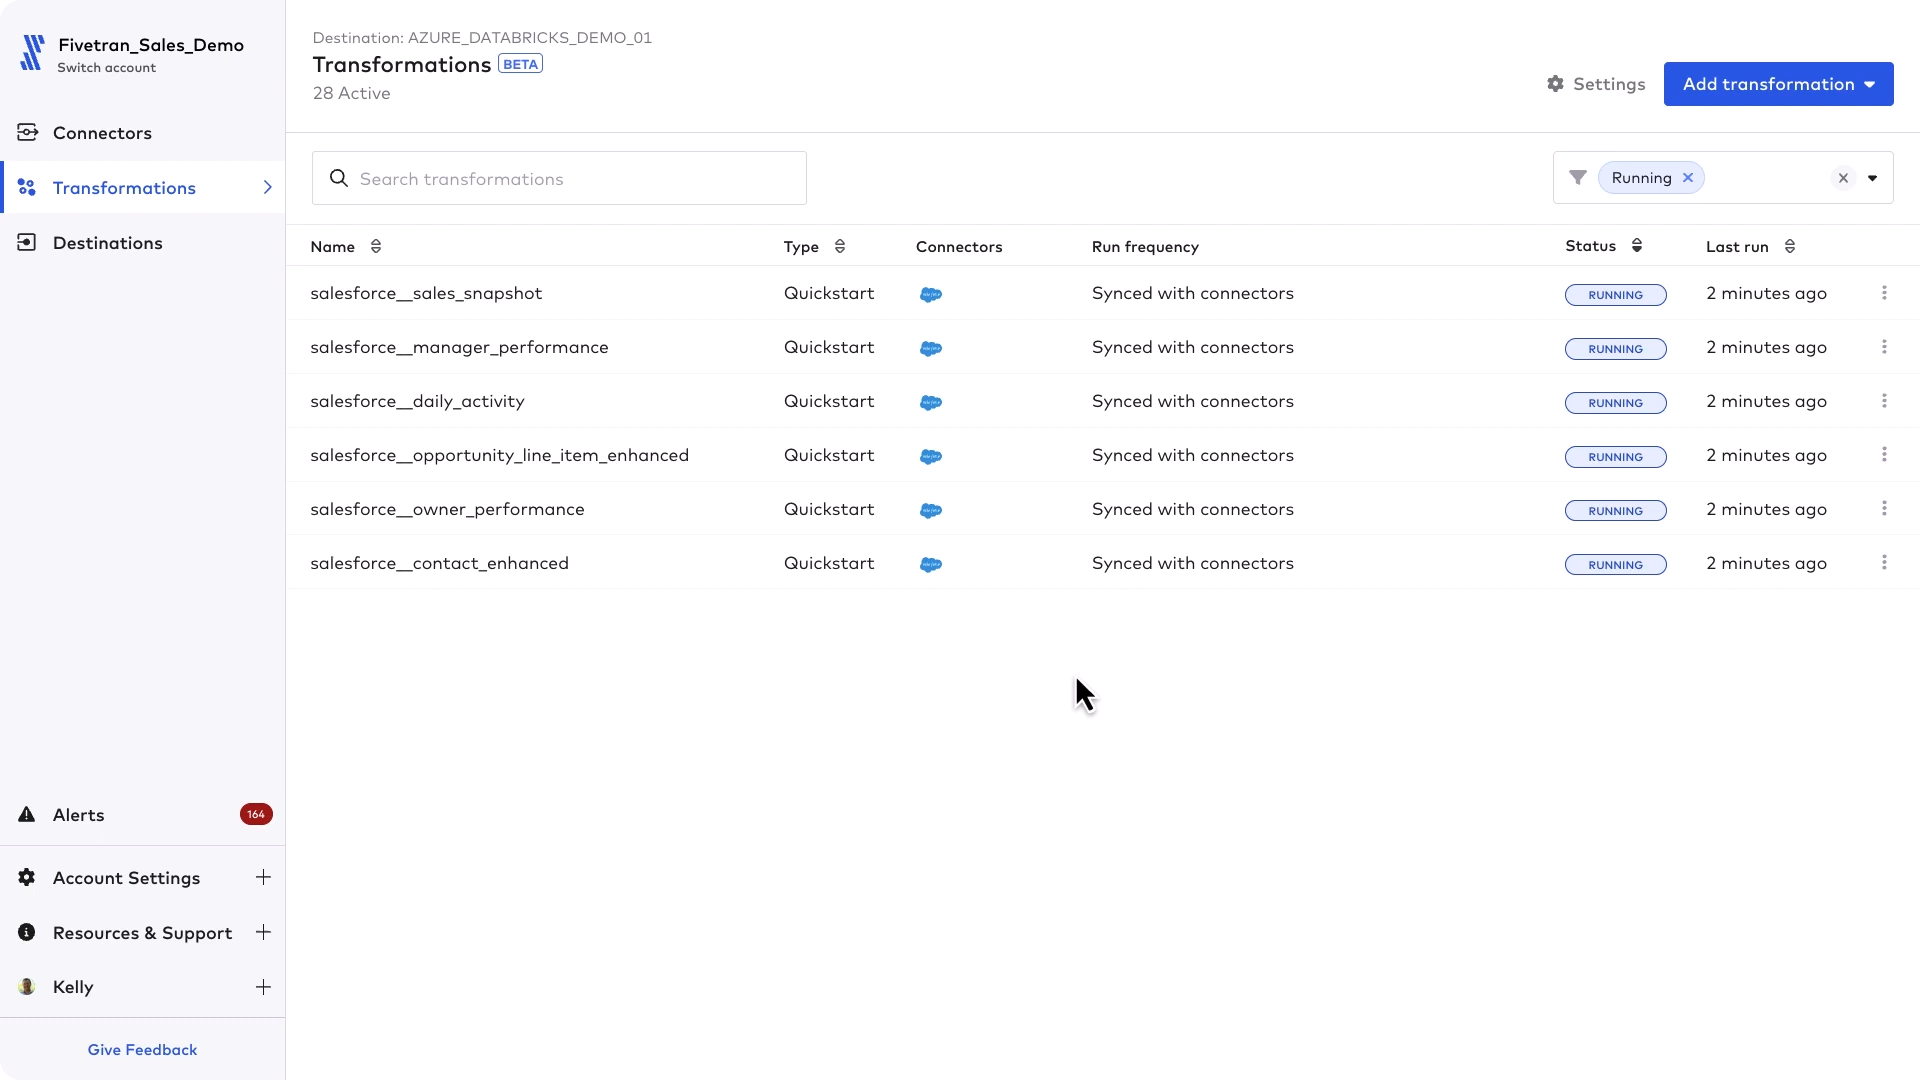 Fivetran_Sales_Demo
Switch account
Connectors
Transformations
Destinations
Alerts
164
Account Settings
Resources & Support
Kelly
Give Feedback
Destination: AZURE_DATABRICKS_DEMO_01
Transformations BETA
28 Active
Settings
Add transformation
Search transformations
Running
Name Type Connectors Run frequency Status Last run
salesforce__sales_snapshot Quickstart Synced with connectors RUNNING 2 minutes ago
salesforce__manager_performance Quickstart Synced with connectors RUNNING 2 minutes ago
salesforce__daily_activity Quickstart Synced with connectors RUNNING 2 minutes ago
salesforce__opportunity_line_item_enhanced Quickstart Synced with connectors RUNNING 2 minutes ago
salesforce__owner_performance Quickstart Synced with connectors RUNNING 2 minutes ago
salesforce__contact_enhanced Quickstart Synced with connectors RUNNING 2 minutes ago